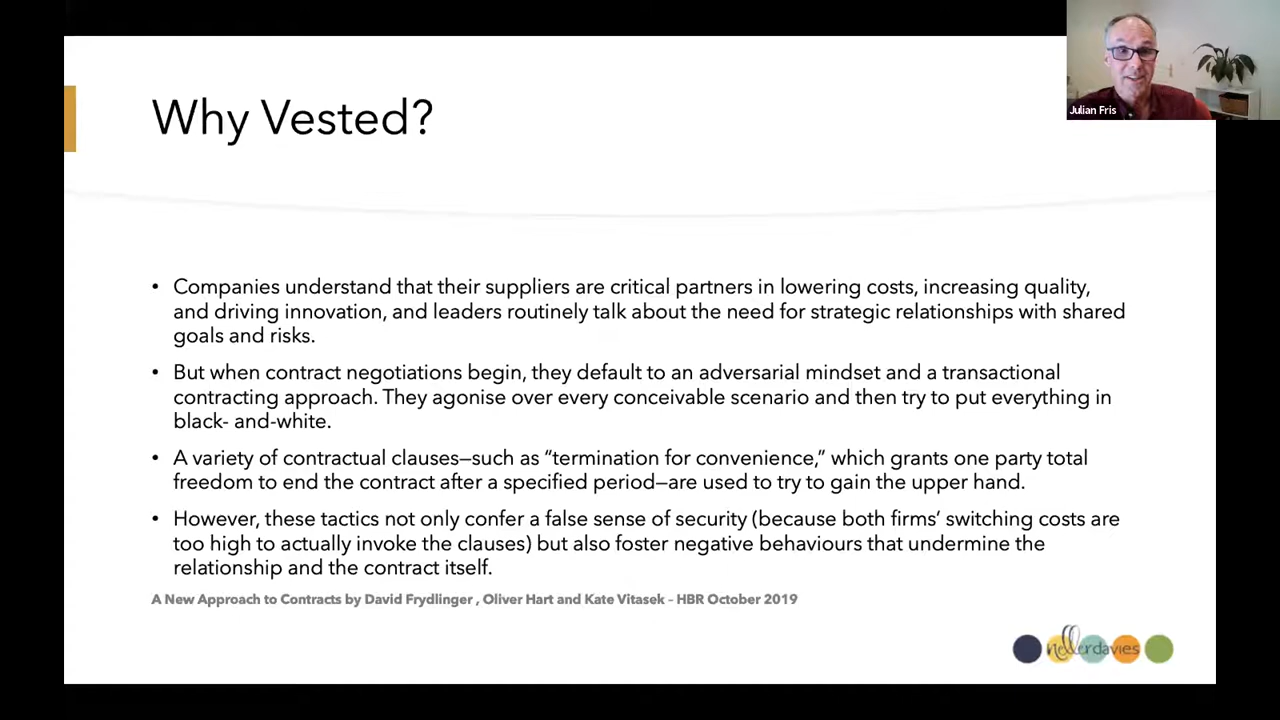 Julian Fris
Why Vested?
• Companies understand that their suppliers are critical partners in lowering costs, increasing quality,
and driving innovation, and leaders routinely talk about the need for strategic relationships with shared
goals and risks.
• But when contract negotiations begin, they default to an adversarial mindset and a transactional
contracting approach. They agonise over every conceivable scenario and then try to put everything in
black- and-white.
• A variety of contractual clauses—such as “termination for convenience,” which grants one party total
freedom to end the contract after a specified period—are used to try to gain the upper hand.
• However, these tactics not only confer a false sense of security (because both firms’ switching costs are
too high to actually invoke the clauses) but also foster negative behaviours that undermine the
relationship and the contract itself.
A New Approach to Contracts by David Frydlinger , Oliver Hart and Kate Vitasek – HBR October 2019
nellerdavies